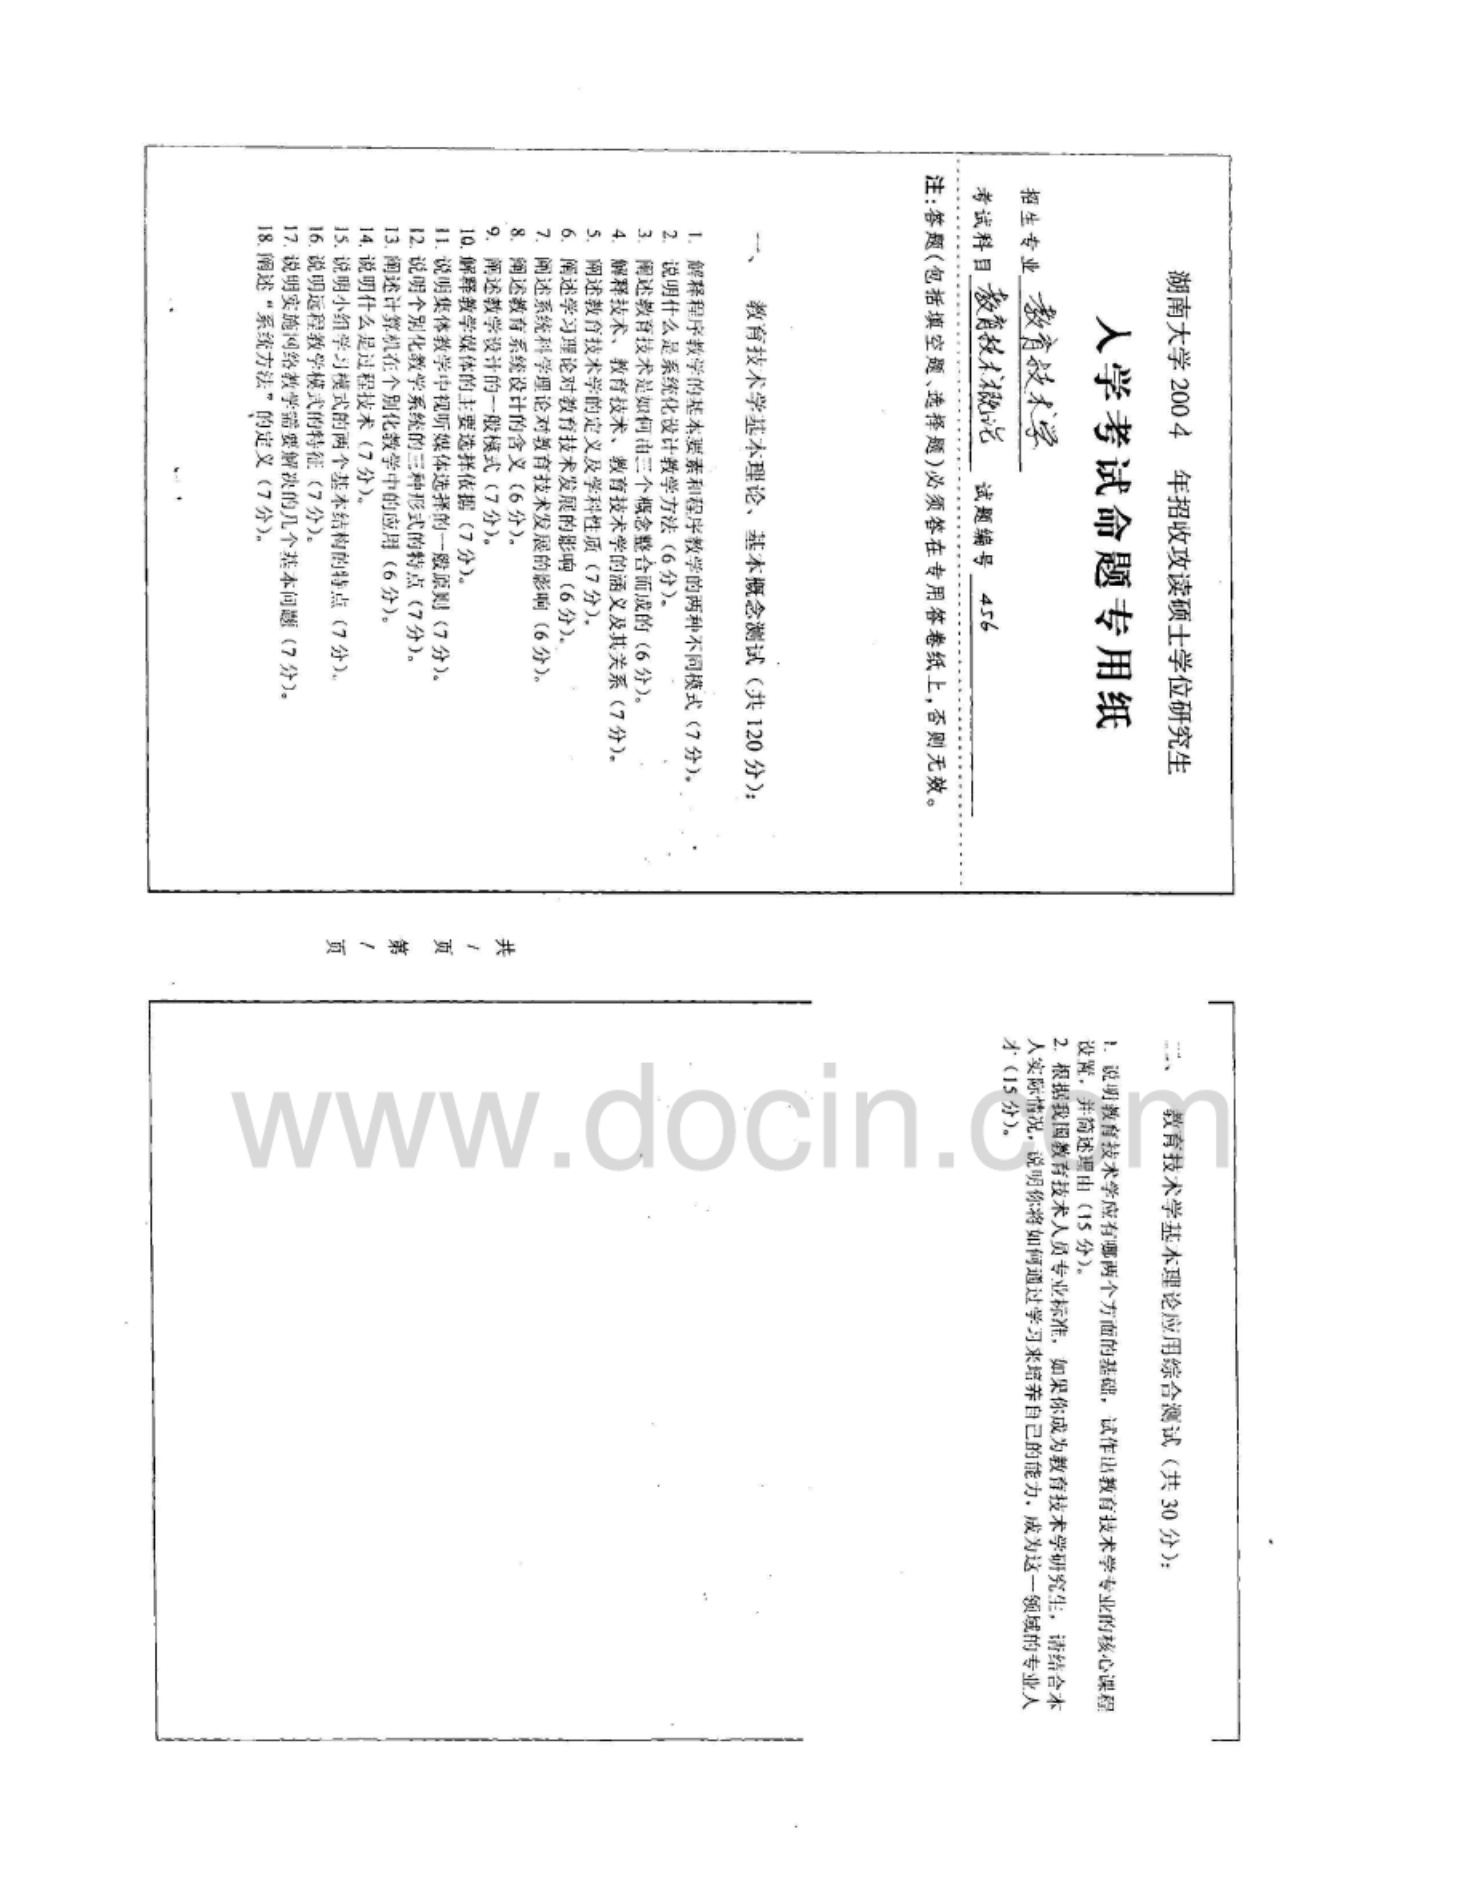 湖南大学 2004 年招收攻读硕士学位研究生
入学考试命题专用纸
招生专业 教育技术学
考试科目 教育技术概论 试题编号 456
注:答题(包括填空题、选择题)必须答在专用答卷纸上,否则无效。
一、 教育技术学基本理论、基本概念测试(共 120 分):
1. 解释程序教学的基本要素和程序教学的两种不同模式(7 分)。
2. 说明什么是系统化设计教学方法(6 分)。
3. 阐述教育技术是如何由三个概念整合而成的(6 分)。
4. 解释技术、教育技术、教育技术学的涵义及其关系(7 分)。
5. 阐述教育技术学的定义及学科性质(7 分)。
6. 阐述学习理论对教育技术发展的影响(6 分)。
7. 阐述系统科学理论对教育技术发展的影响(6 分)。
8. 阐述教育系统设计的含义(6 分)。
9. 阐述教学设计的一般模式(7 分)。
10. 解释教学媒体的主要选择依据(7 分)。
11. 说明集体教学中视听媒体选择的一般原则(7 分)。
12. 说明个别化教学系统的三种形式的特点(7 分)。
13. 阐述计算机在个别化教学中的应用(6 分)。
14. 说明什么是过程技术(7 分)。
15. 说明小组学习模式的两个基本结构的特点(7 分)。
16. 说明远程教学模式的特征(7 分)。
17. 说明实施网络教学需要解决的几个基本问题(7 分)。
18. 阐述“系统方法”的定义(7 分)。
共 1 页 第 1 页
二、 教育技术学基本理论应用综合测试(共 30 分):
1. 说明教育技术学应有哪两个方面的基础,试作出教育技术学专业的核心课程
设置,并简述理由(15 分)。
2. 根据我国教育技术人员专业标准,如果你成为教育技术学研究生,请结合本
人实际情况,说明你将如何通过学习来培养自己的能力,成为这一领域的专业人
才(15 分)。
www.docin.com